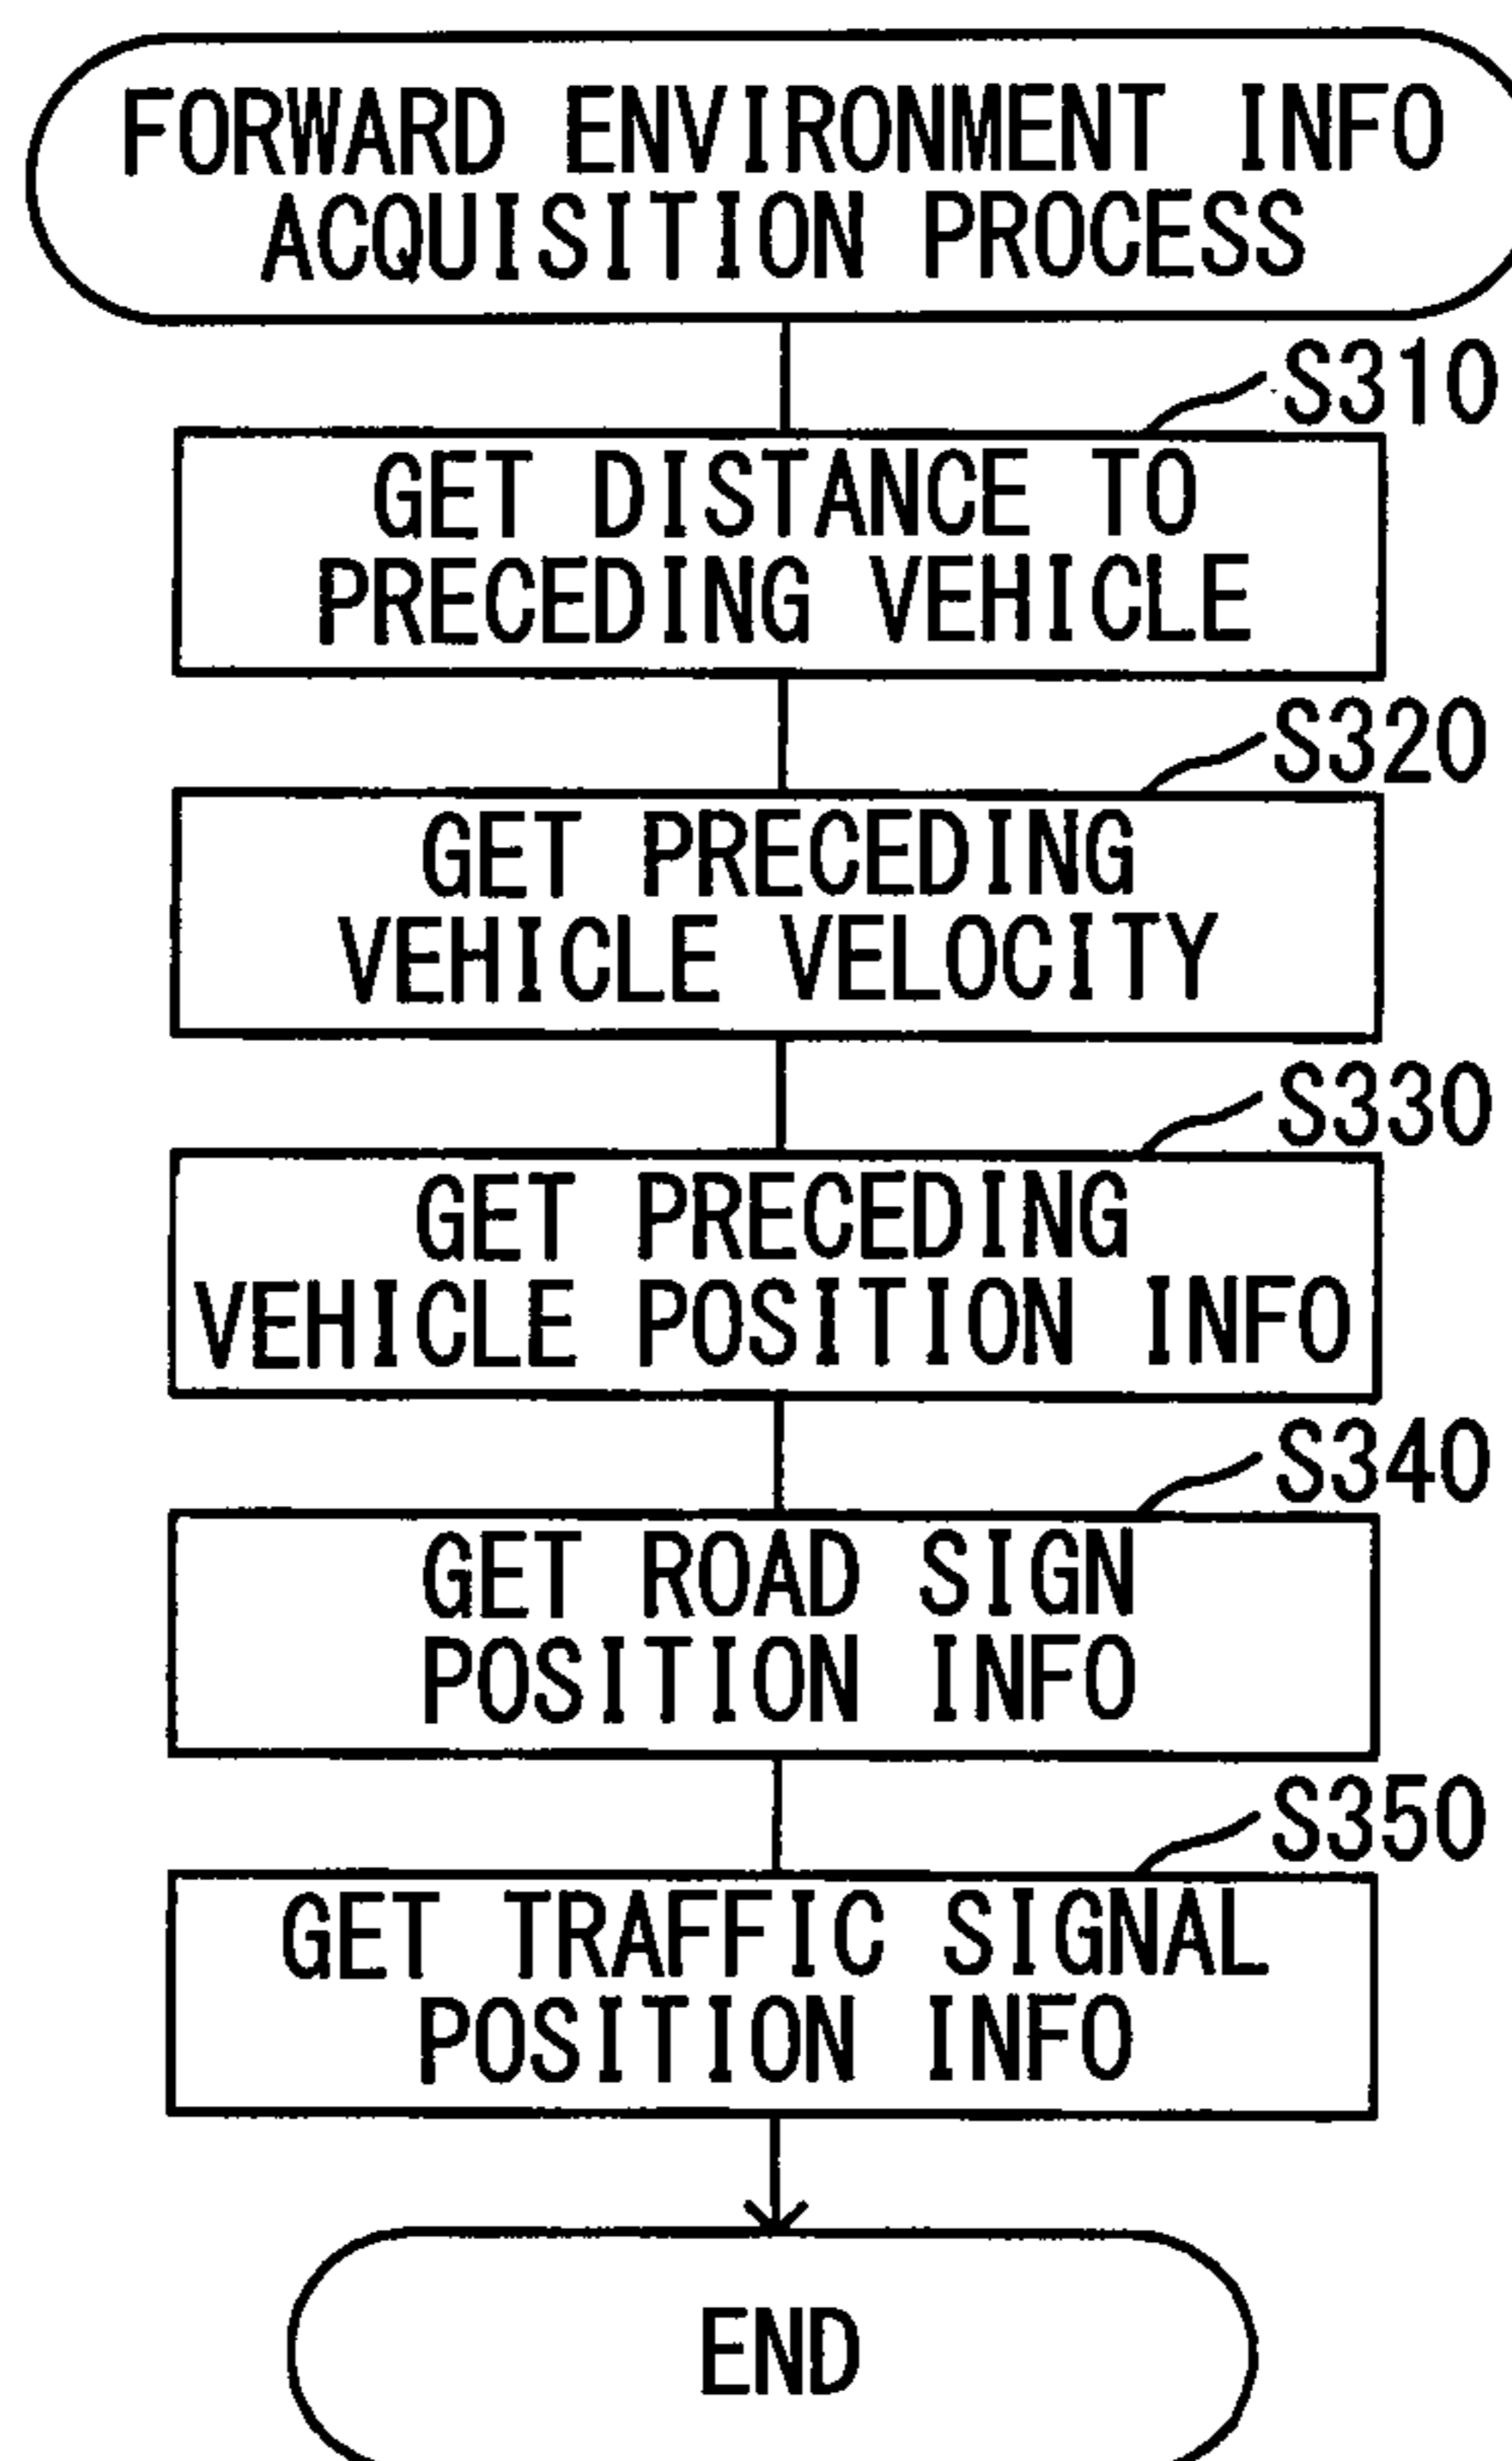 FORWARD ENVIRONMENT INFO
ACQUISITION PROCESS
S310
GET DISTANCE TO
PRECEDING VEHICLE
S320
GET PRECEDING
VEHICLE VELOCITY
S330
GET PRECEDING
VEHICLE POSITION INFO
S340
GET ROAD SIGN
POSITION INFO
S350
GET TRAFFIC SIGNAL
POSITION INFO
END